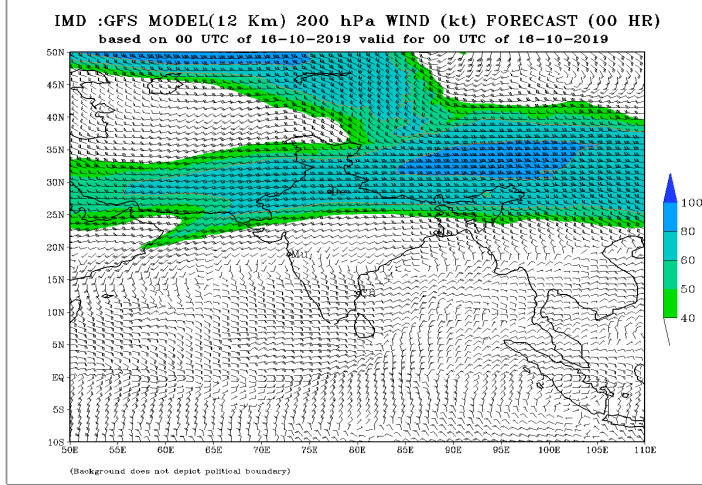 IMD :GFS MODEL(12 Km) 200 hPa WIND (kt) FORECAST (00 HR)
based on 00 UTC of 16-10-2019 valid for 00 UTC of 16-10-2019
50N
45N
40N
35N
30N
25N
20N
15N
10N
5N
EQ
5S
10S
50E 55E 60E 65E 70E 75E 80E 85E 90E 95E 100E 105E 110E
100
80
60
50
40
(Background does not depict political boundary)